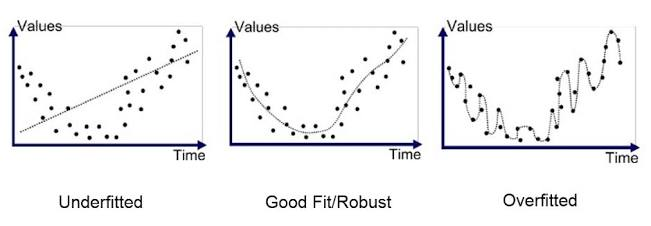 Values
Time
Underfitted
Values
Time
Good Fit/Robust
Values
Time
Overfitted